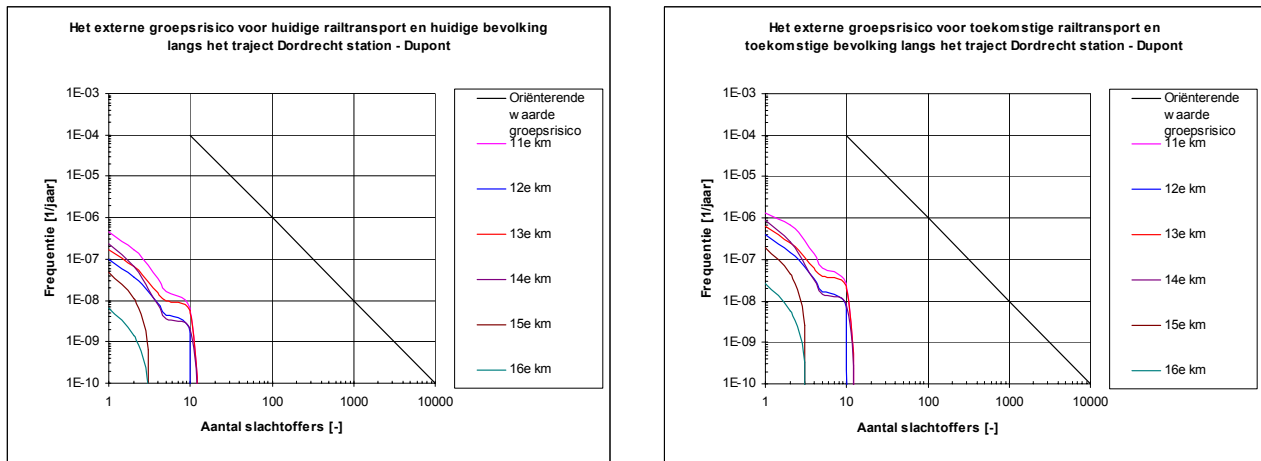 Het externe groepsrisico voor huidige railtransport en huidige bevolking
langs het traject Dordrecht station - Dupont
1E-03
1E-04
1E-05
1E-06
1E-07
1E-08
1E-09
1E-10
Frequentie [1/jaar]
1
10
100
1000
10000
Aantal slachtoffers [-]
Oriënterende
waarde
groepsrisico
11e km
12e km
13e km
14e km
15e km
16e km
Het externe groepsrisico voor toekomstige railtransport en
toekomstige bevolking langs het traject Dordrecht station - Dupont
1E-03
1E-04
1E-05
1E-06
1E-07
1E-08
1E-09
1E-10
Frequentie [1/jaar]
1
10
100
1000
10000
Aantal slachtoffers [-]
Oriënterende
waarde
groepsrisico
11e km
12e km
13e km
14e km
15e km
16e km